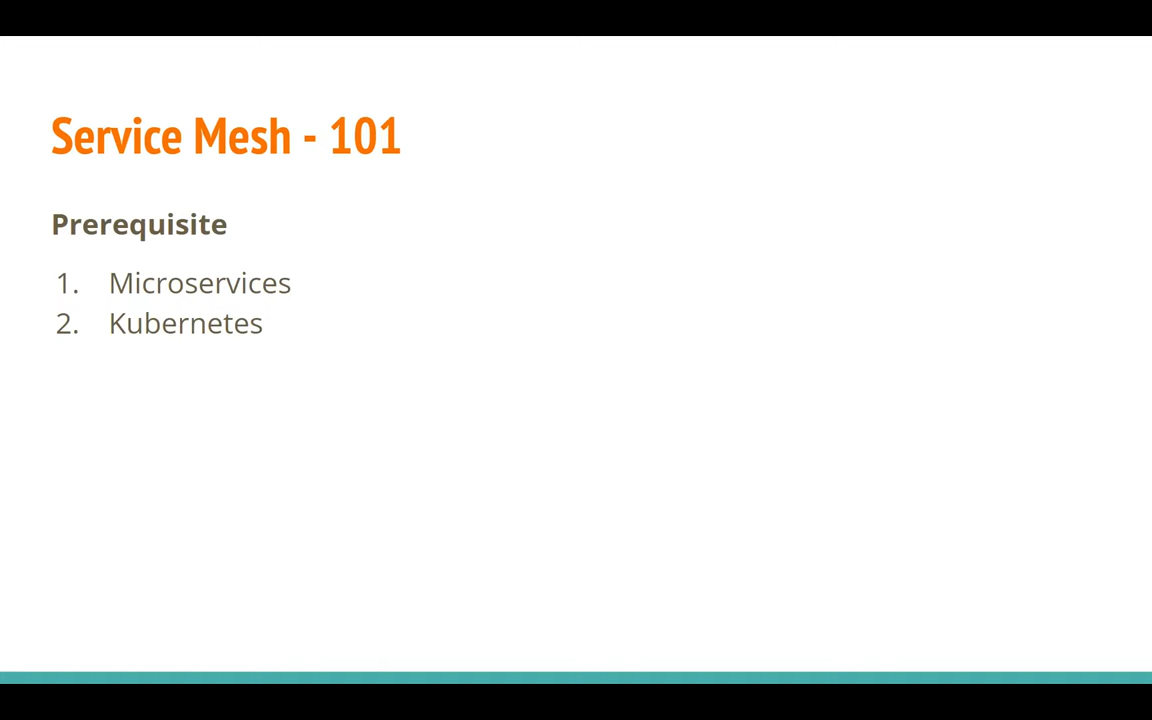 Service Mesh - 101
Prerequisite
1. Microservices
2. Kubernetes